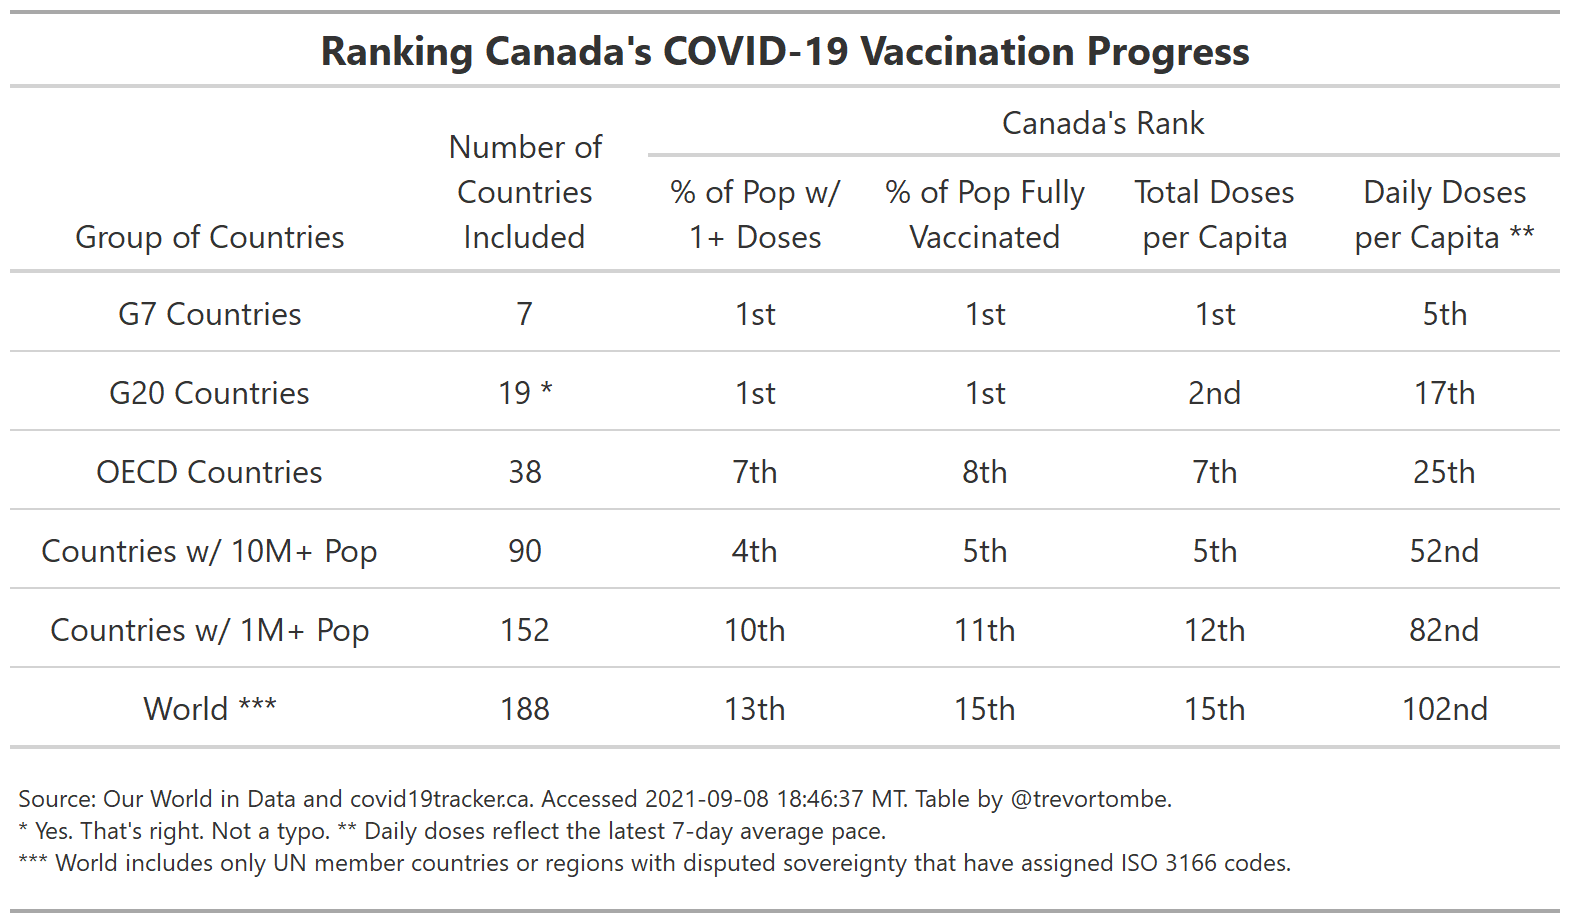 Ranking Canada's COVID-19 Vaccination Progress
Canada's Rank
Group of Countries Number of Countries Included % of Pop w/ 1+ Doses % of Pop Fully Vaccinated Total Doses per Capita Daily Doses per Capita **
G7 Countries 7 1st 1st 1st 5th
G20 Countries 19 * 1st 1st 2nd 17th
OECD Countries 38 7th 8th 7th 25th
Countries w/ 10M+ Pop 90 4th 5th 5th 52nd
Countries w/ 1M+ Pop 152 10th 11th 12th 82nd
World *** 188 13th 15th 15th 102nd
Source: Our World in Data and covid19tracker.ca. Accessed 2021-09-08 18:46:37 MT. Table by @trevortombe.
* Yes. That's right. Not a typo. ** Daily doses reflect the latest 7-day average pace.
*** World includes only UN member countries or regions with disputed sovereignty that have assigned ISO 3166 codes.